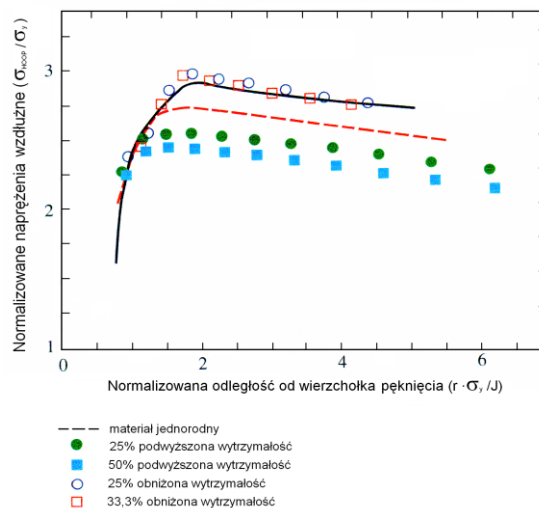 Normalizowane naprężenia wzdłużne (σHOOP/σy)
3
2
1
0
2
4
6
Normalizowana odległość od wierzchołka pęknięcia (r · σy /J)
materiał jednorodny
25% podwyższona wytrzymałość
50% podwyższona wytrzymałość
25% obniżona wytrzymałość
33,3% obniżona wytrzymałość